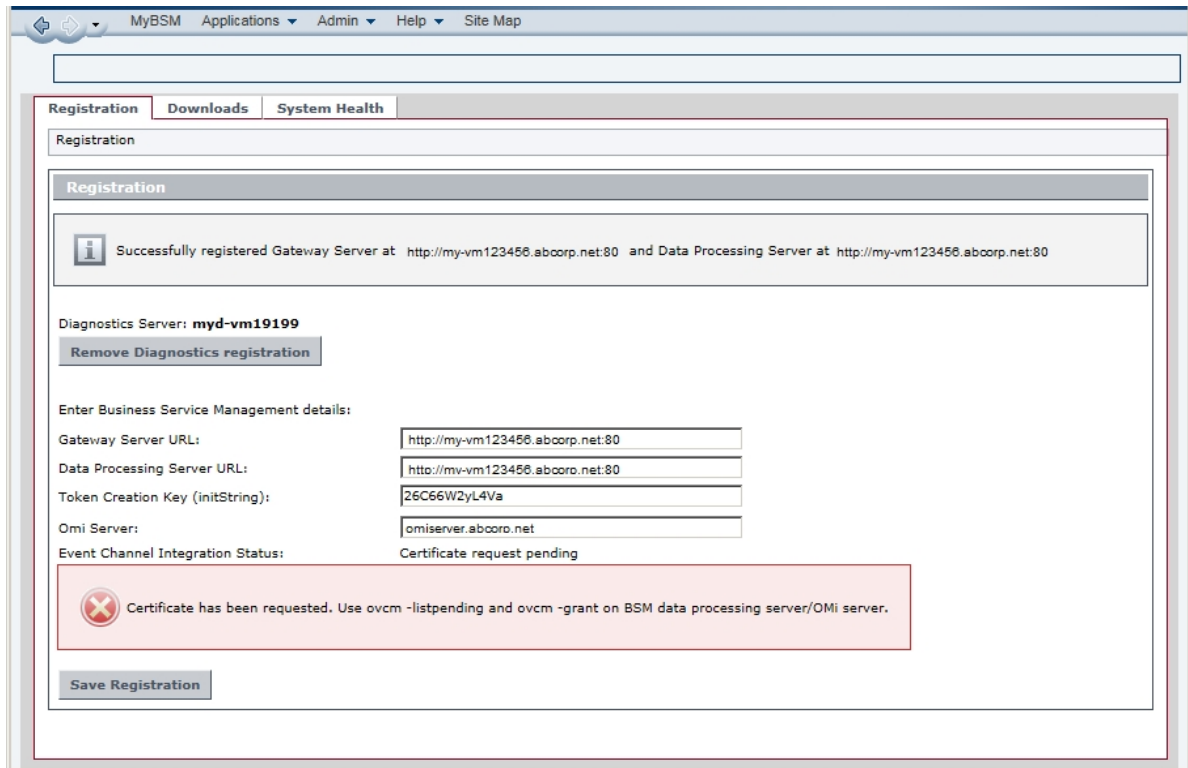 MyBSM Applications Admin Help Site Map
Registration Downloads System Health
Registration
Registration
Successfully registered Gateway Server at http://my-vm123456.abcorp.net:80 and Data Processing Server at http://my-vm123456.abcorp.net:80
Diagnostics Server: myd-vm19199
Remove Diagnostics registration
Enter Business Service Management details:
Gateway Server URL: http://my-vm123456.abcorp.net:80
Data Processing Server URL: http://my-vm123456.abcorp.net:80
Token Creation Key (initString): 26C66W2yL4Va
Omi Server: omiserver.abcorp.net
Event Channel Integration Status: Certificate request pending
Certificate has been requested. Use ovcm -listpending and ovcm -grant on BSM data processing server/OMi server.
Save Registration